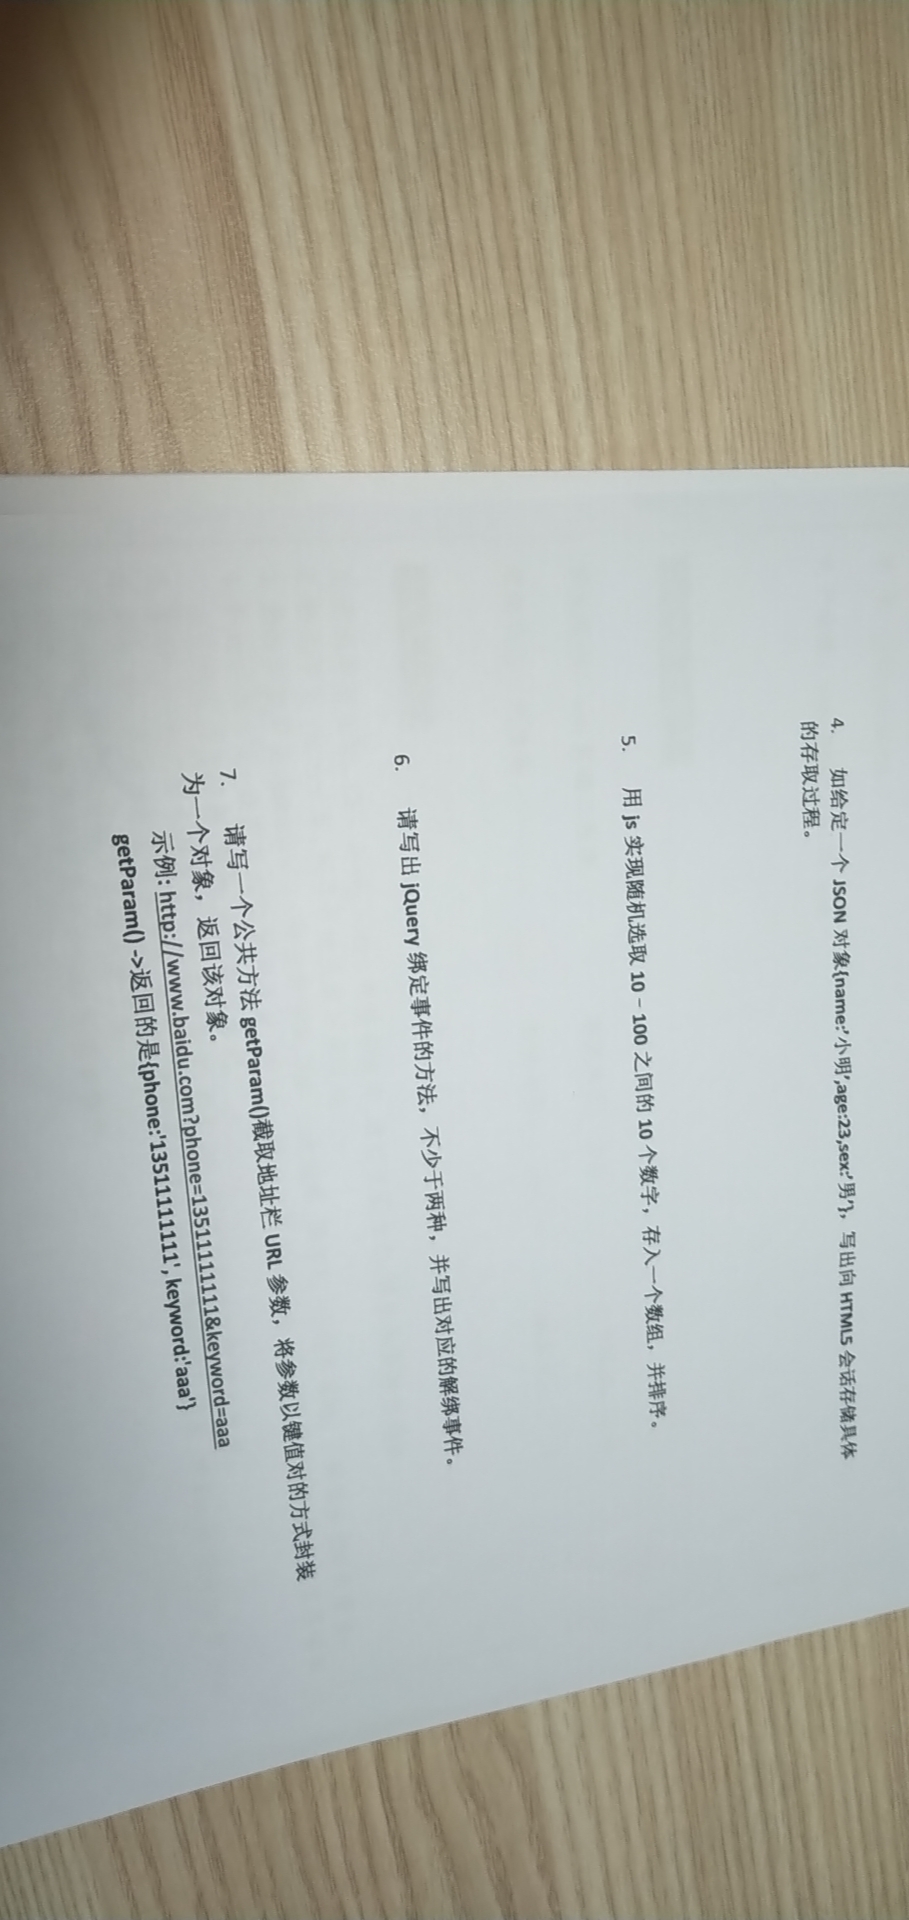 4. 如给定一个 JSON 对象{name:'小明',age:23,sex:'男'}，写出向 HTML5 会话存储具体
的存取过程。
5. 用 js 实现随机选取 10–100 之间的 10 个数字，存入一个数组，并排序。
6. 请写出 jQuery 绑定事件的方法，不少于两种，并写出对应的解绑事件。
7. 请写一个公共方法 getParam()截取地址栏 URL 参数，将参数以键值对的方式封装
为一个对象，返回该对象。
示例: http://www.baidu.com?phone=13511111111&keyword=aaa
getParam() ->返回的是{phone:'13511111111', keyword:'aaa'}